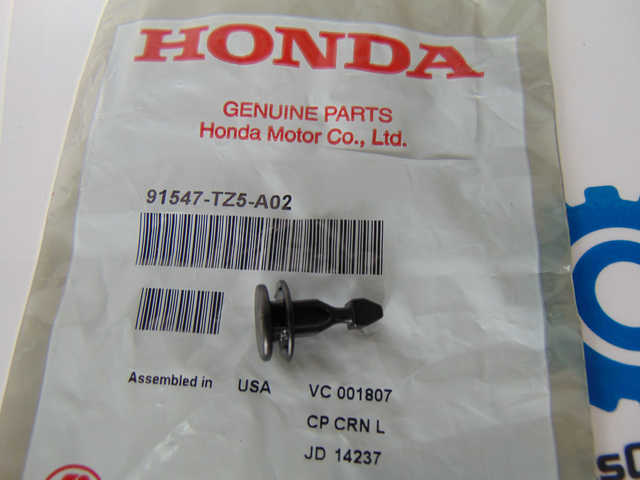 HONDA
GENUINE PARTS
Honda Motor Co., Ltd.
91547-TZ5-A02
Assembled in USA VC 001807
CP CRN L
JD 14237